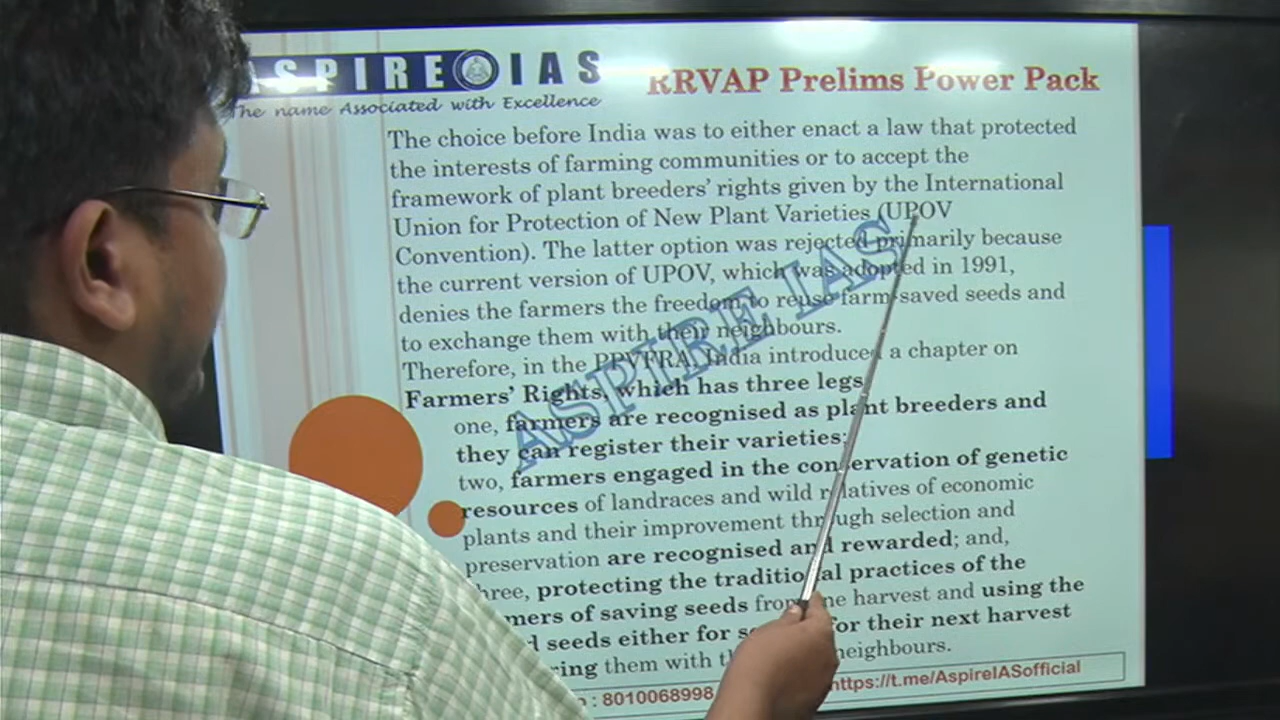 ASPIRE IAS
The name Associated with Excellence
RRVAP Prelims Power Pack
The choice before India was to either enact a law that protected
the interests of farming communities or to accept the
framework of plant breeders' rights given by the International
Union for Protection of New Plant Varieties (UPOV
Convention). The latter option was rejected primarily because
the current version of UPOV, which was adopted in 1991,
denies the farmers the freedom to reuse farm-saved seeds and
to exchange them with their neighbours.
Therefore, in the PPVFRA, India introduced a chapter on
Farmers' Rights, which has three legs
one, farmers are recognised as plant breeders and
they can register their varieties;
two, farmers engaged in the conservation of genetic
resources of landraces and wild relatives of economic
plants and their improvement through selection and
preservation are recognised and rewarded; and,
three, protecting the traditional practices of the
of saving seeds from one harvest and using the
seeds either for for their next harvest
them with neighbours.
8010068998
https://t.me/AspireIASofficial
ASPIRE IAS